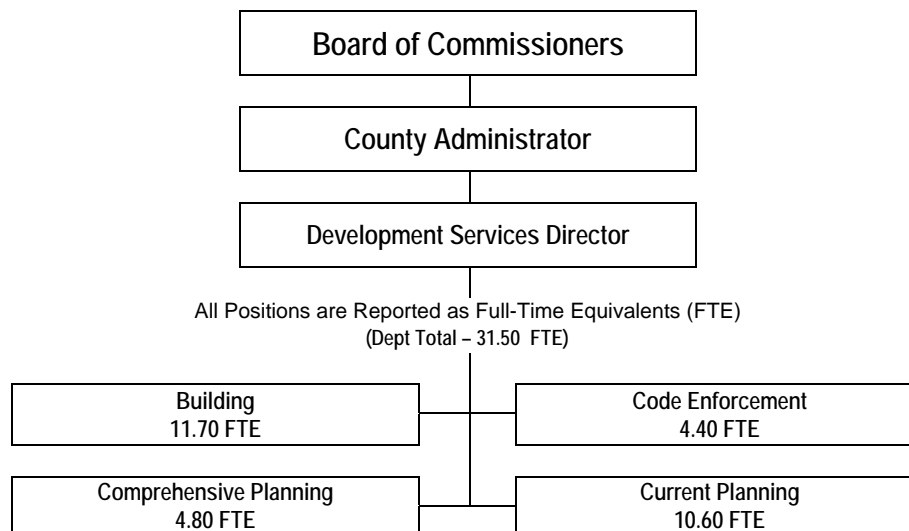 Board of Commissioners
County Administrator
Development Services Director
All Positions are Reported as Full-Time Equivalents (FTE)
(Dept Total – 31.50 FTE)
Building
11.70 FTE
Code Enforcement
4.40 FTE
Comprehensive Planning
4.80 FTE
Current Planning
10.60 FTE